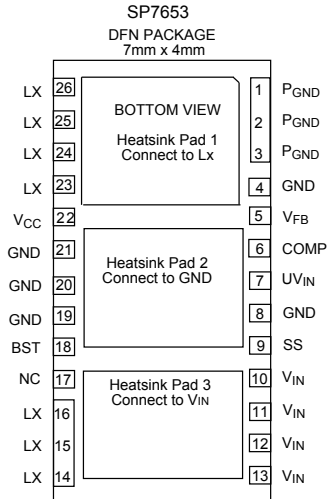 SP7653
DFN PACKAGE
7mm x 4mm
BOTTOM VIEW
Heatsink Pad 1
Connect to Lx
Heatsink Pad 2
Connect to GND
Heatsink Pad 3
Connect to VIN
LX 26
LX 25
LX 24
LX 23
VCC 22
GND 21
GND 20
GND 19
BST 18
NC 17
LX 16
LX 15
LX 14
1 PGND
2 PGND
3 PGND
4 GND
5 VFB
6 COMP
7 UVIN
8 GND
9 SS
10 VIN
11 VIN
12 VIN
13 VIN